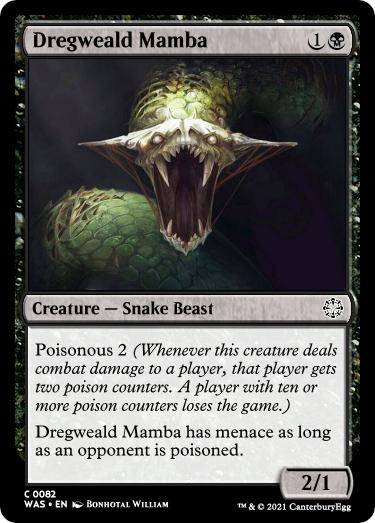 Dregweald Mamba 1
Creature — Snake Beast
Poisonous 2 (Whenever this creature deals
combat damage to a player, that player gets
two poison counters. A player with ten or
more poison counters loses the game.)
Dregweald Mamba has menace as long
as an opponent is poisoned.
2/1
C 0082
WAS • EN BONHOTAL WILLIAM
™ & © 2021 CanterburyEgg